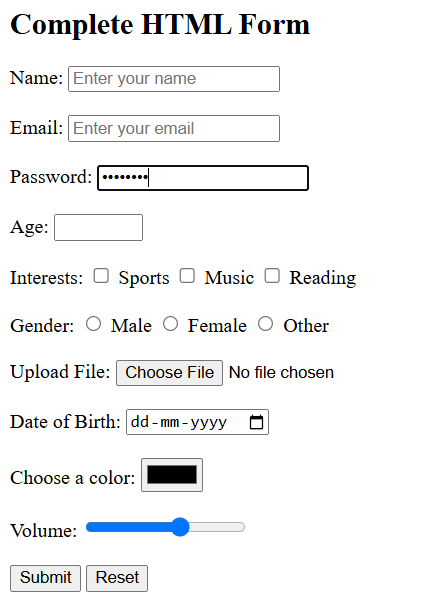 Complete HTML Form
Name: Enter your name
Email: Enter your email
Password: ••••••••
Age:
Interests: Sports Music Reading
Gender: Male Female Other
Upload File: Choose File No file chosen
Date of Birth: dd-mm-yyyy
Choose a color:
Volume:
Submit Reset